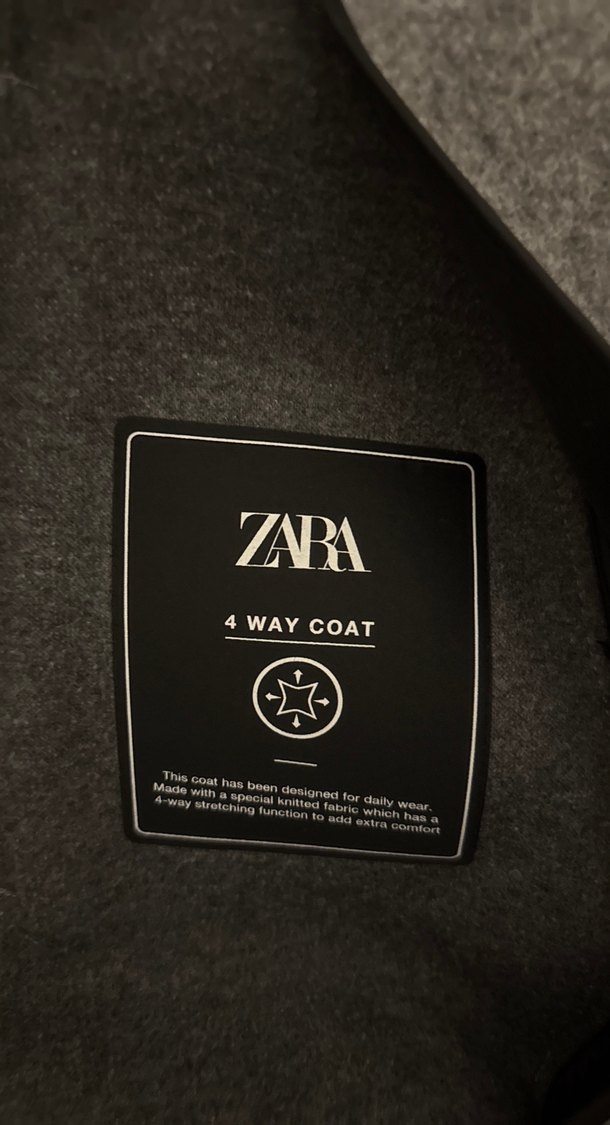 ZARA
4 WAY COAT
This coat has been designed for daily wear.
Made with a special knitted fabric which has a
4-way stretching function to add extra comfort